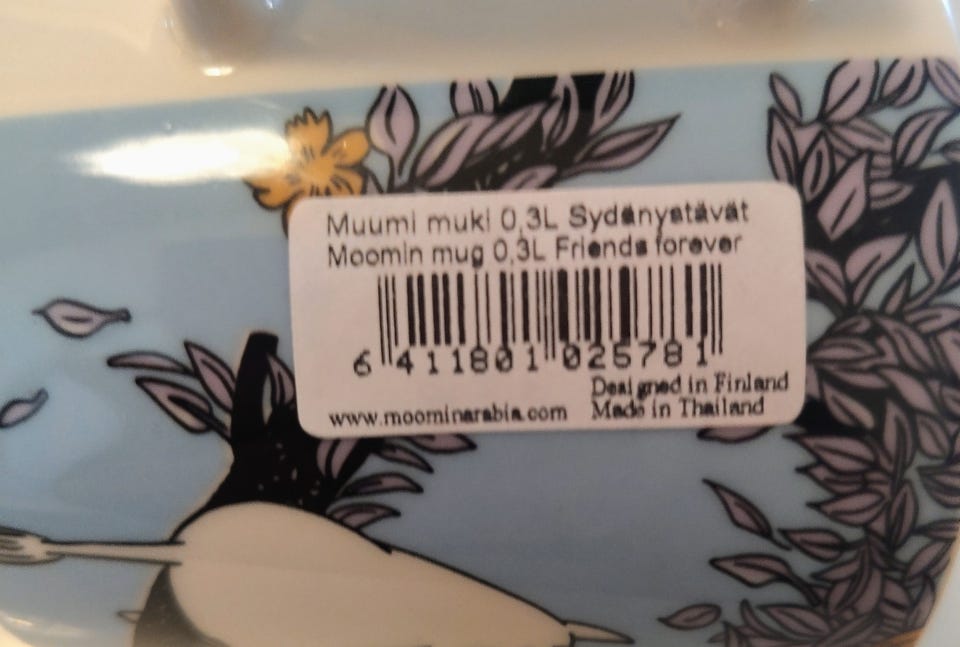 Muumi muki 0,3L Sydänystävät
Moomin mug 0,3L Friends forever
6 411801 025781
Designed in Finland
www.moominarabia.com Made in Thailand